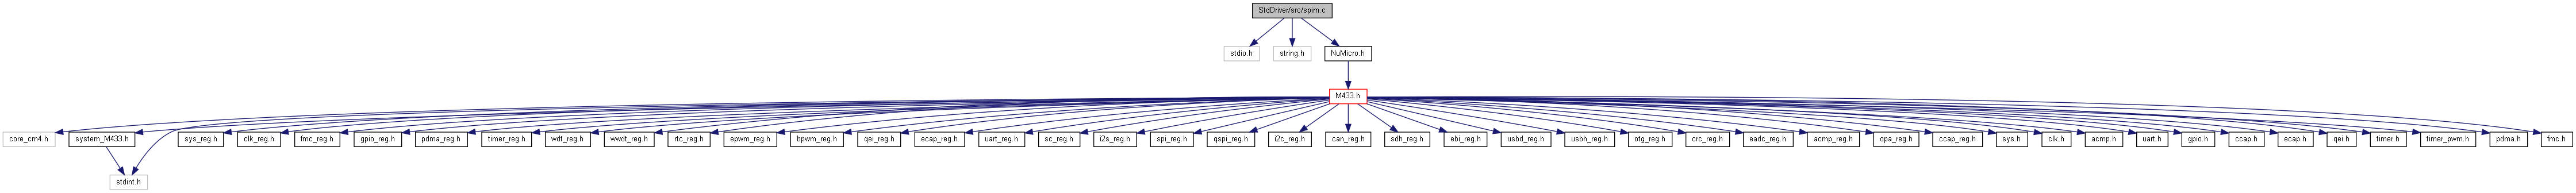 StdDriver/src/spim.c
stdio.h
string.h
NuMicro.h
M433.h
core_cm4.h
system_M433.h
sys_reg.h
clk_reg.h
fmc_reg.h
gpio_reg.h
pdma_reg.h
timer_reg.h
wdt_reg.h
wwdt_reg.h
rtc_reg.h
epwm_reg.h
bpwm_reg.h
qei_reg.h
ecap_reg.h
uart_reg.h
sc_reg.h
i2s_reg.h
spi_reg.h
qspi_reg.h
i2c_reg.h
can_reg.h
sdh_reg.h
ebi_reg.h
usbd_reg.h
usbh_reg.h
otg_reg.h
crc_reg.h
eadc_reg.h
acmp_reg.h
opa_reg.h
ccap_reg.h
sys.h
clk.h
acmp.h
uart.h
gpio.h
ccap.h
ecap.h
qei.h
timer.h
timer_pwm.h
pdma.h
fmc.h
stdint.h